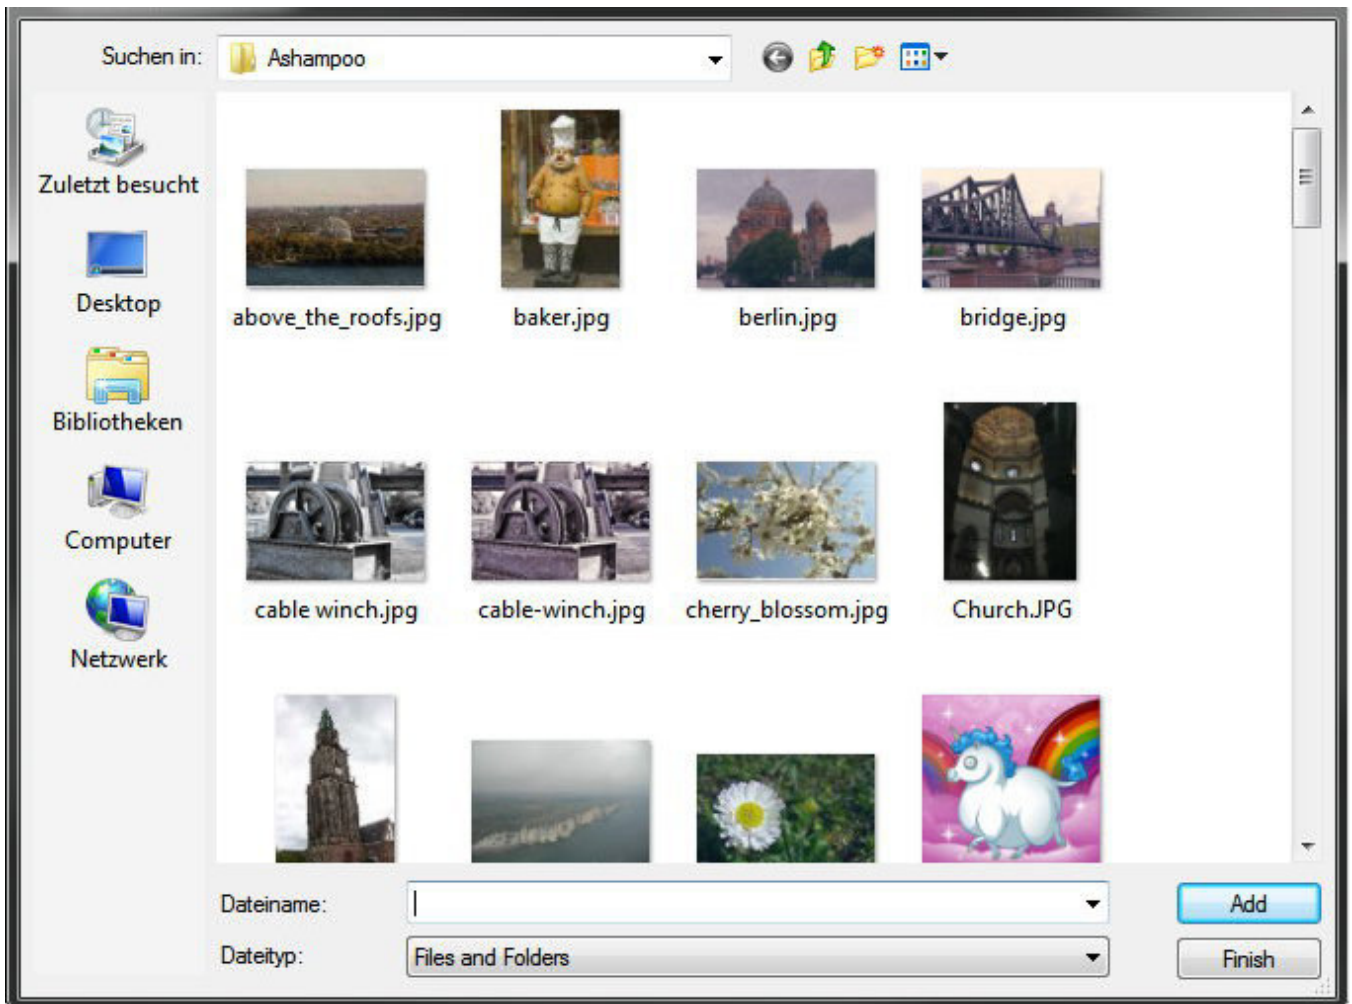 Suchen in:
Ashampoo
Zuletzt besucht
Desktop
Bibliotheken
Computer
Netzwerk
above_the_roofs.jpg
baker.jpg
berlin.jpg
bridge.jpg
cable winch.jpg
cable-winch.jpg
cherry_blossom.jpg
Church.JPG
Dateiname:
Add
Dateityp:
Files and Folders
Finish